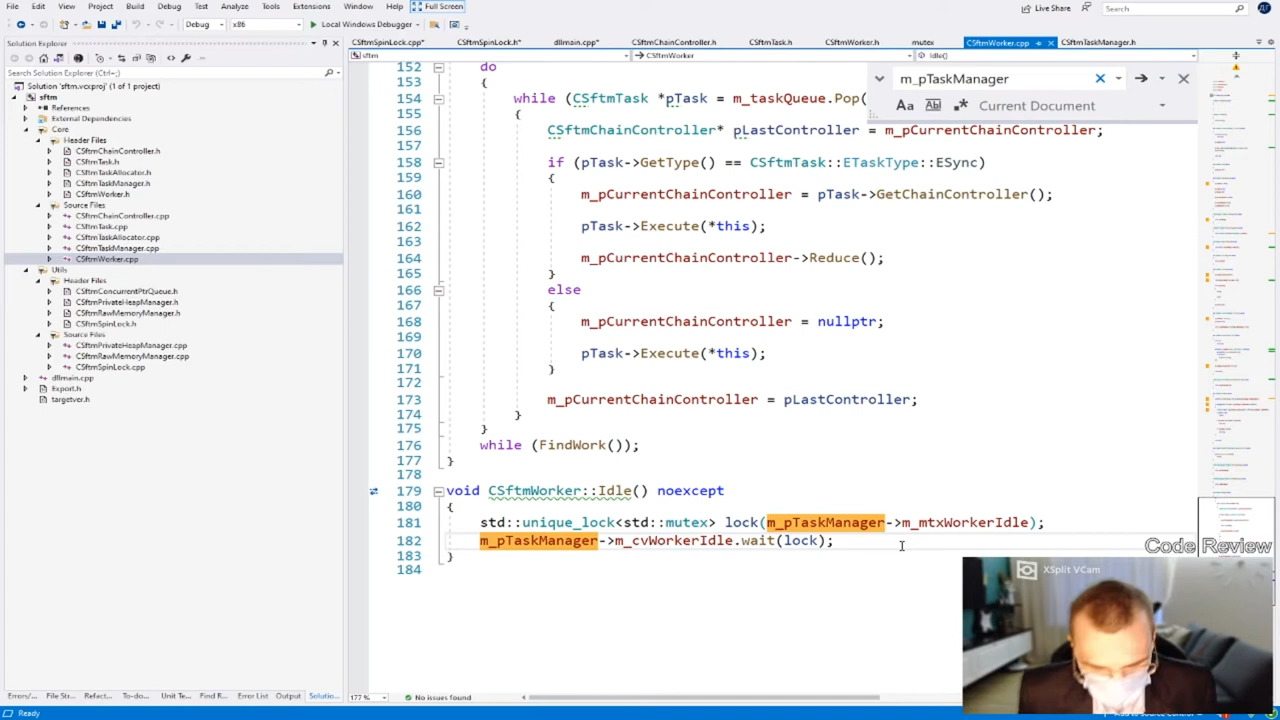 File Edit View Git Project Build Debug Test Analyze Tools Extensions Window Help Full Screen Live Share Search ДГ
Debug x86 Local Windows Debugger
Solution Explorer
Search Solution Explorer (Ctrl+;)
Solution 'sftm.vcxproj' (1 of 1 project)
sftm
References
External Dependencies
Core
Header Files
CSftmChainController.h
CSftmTask.h
CSftmTaskAllocator.h
CSftmTaskManager.h
CSftmWorker.h
Source Files
CSftmChainController.cpp
CSftmTask.cpp
CSftmTaskAllocator.cpp
CSftmTaskManager.cpp
CSftmWorker.cpp
Utils
Header Files
CSftmConcurrentPtrQueue.h
CSftmPrivateHeapManager.h
CSftmRawMemoryManager.h
CSftmSpinLock.h
Source Files
CSftmPrivateHeapManager.cpp
CSftmRawMemoryManager.cpp
CSftmSpinLock.cpp
dllmain.cpp
Export.h
targetver.h
Errors/... File Str... Refact... To-do... Unit Te... Find R... Error List Output Solutio...
CSftmSpinLock.cpp* CSftmSpinLock.h* dllmain.cpp* CSftmChainController.h CSftmTask.h CSftmWorker.h mutex CSftmWorker.cpp CSftmTaskManager.h
sftm CSftmWorker Idle()
m_pTaskManager
Aa Ab Current Document
152 do
153 {
154 while (CSftmTask *pTask = m_taskQueue.Pop(
155 {
156 CSftmChainController* pLastController = m_pCurrentChainController;
157
158 if (pTask->GetType() == CSftmTask::ETaskType::Esync)
159 {
160 m_pCurrentChainController = pTask->GetChainController();
161
162 pTask->Execute(*this);
163
164 m_pCurrentChainController->Reduce();
165 }
166 else
167 {
168 m_pCurrentChainController = nullptr;
169
170 pTask->Execute(*this);
171 }
172
173 m_pCurrentChainController = pLastController;
174
175 }
176 while (FindWork());
177 }
178
179 void CSftmWorker::Idle() noexcept
180 {
181 std::unique_lock<std::mutex> lock(m_pTaskManager->m_mtxWorkerIdle);
182 m_pTaskManager->m_cvWorkerIdle.wait(lock);
183 }
184
Code Review
XSplit VCam
177 % No issues found
Ready